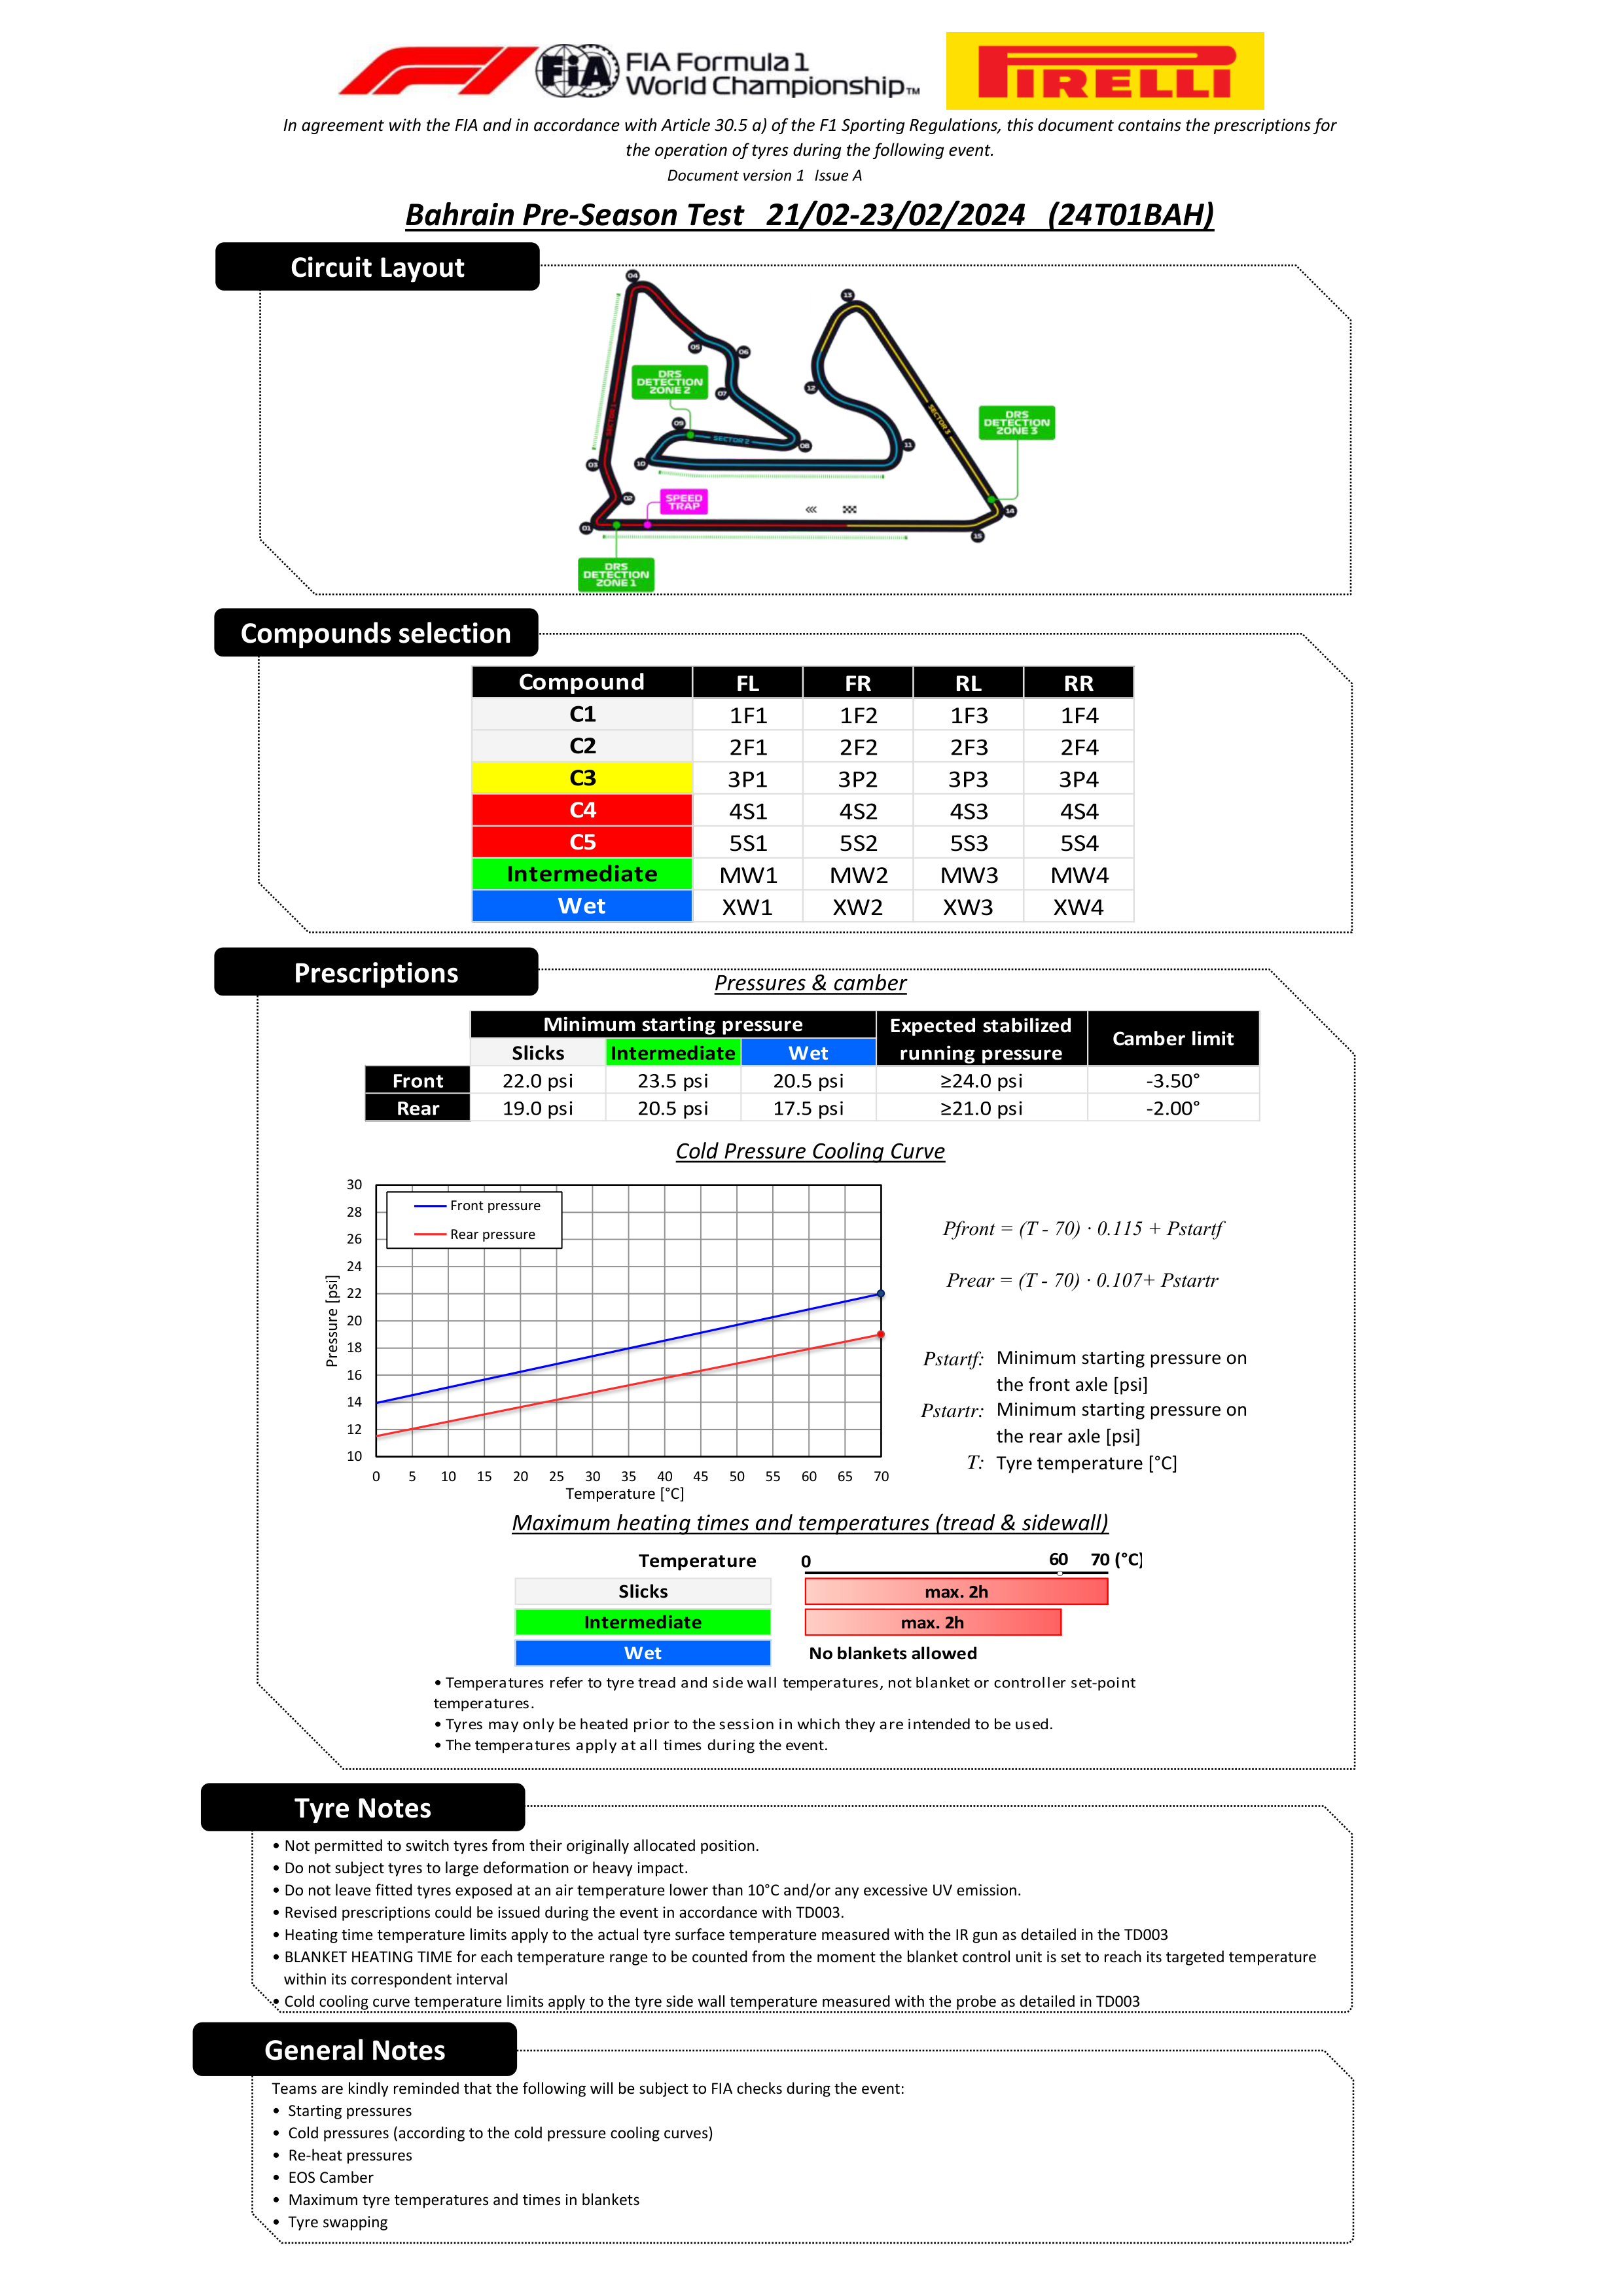 F1 FIA FIA Formula 1
World Championship™
PIRELLI
In agreement with the FIA and in accordance with Article 30.5 a) of the F1 Sporting Regulations, this document contains the prescriptions for
the operation of tyres during the following event.
Document version 1 Issue A
Bahrain Pre-Season Test 21/02-23/02/2024 (24T01BAH)
Circuit Layout
04
13
05
06
DRS
DETECTION
ZONE 2
12
07
DRS
DETECTION
ZONE 3
SECTOR 1
SECTOR 3
09
SECTOR 2
08
11
03
10
02
SPEED
TRAP
14
01
15
DRS
DETECTION
ZONE 1
Compounds selection
Compound FL FR RL RR
C1 1F1 1F2 1F3 1F4
C2 2F1 2F2 2F3 2F4
C3 3P1 3P2 3P3 3P4
C4 4S1 4S2 4S3 4S4
C5 5S1 5S2 5S3 5S4
Intermediate MW1 MW2 MW3 MW4
Wet XW1 XW2 XW3 XW4
Prescriptions
Pressures & camber
Minimum starting pressure Expected stabilized running pressure Camber limit
Slicks Intermediate Wet
Front 22.0 psi 23.5 psi 20.5 psi ≥24.0 psi -3.50°
Rear 19.0 psi 20.5 psi 17.5 psi ≥21.0 psi -2.00°
Cold Pressure Cooling Curve
30
28
26
24
22
20
18
16
14
12
10
Pressure [psi]
Front pressure
Rear pressure
0 5 10 15 20 25 30 35 40 45 50 55 60 65 70
Temperature [°C]
Pfront = (T - 70) · 0.115 + Pstartf
Prear = (T - 70) · 0.107+ Pstartr
Pstartf: Minimum starting pressure on
the front axle [psi]
Pstartr: Minimum starting pressure on
the rear axle [psi]
T: Tyre temperature [°C]
Maximum heating times and temperatures (tread & sidewall)
Temperature 0 60 70 (°C)
Slicks max. 2h
Intermediate max. 2h
Wet No blankets allowed
• Temperatures refer to tyre tread and side wall temperatures, not blanket or controller set-point
temperatures.
• Tyres may only be heated prior to the session in which they are intended to be used.
• The temperatures apply at all times during the event.
Tyre Notes
• Not permitted to switch tyres from their originally allocated position.
• Do not subject tyres to large deformation or heavy impact.
• Do not leave fitted tyres exposed at an air temperature lower than 10°C and/or any excessive UV emission.
• Revised prescriptions could be issued during the event in accordance with TD003.
• Heating time temperature limits apply to the actual tyre surface temperature measured with the IR gun as detailed in the TD003
• BLANKET HEATING TIME for each temperature range to be counted from the moment the blanket control unit is set to reach its targeted temperature
within its correspondent interval
• Cold cooling curve temperature limits apply to the tyre side wall temperature measured with the probe as detailed in TD003
General Notes
Teams are kindly reminded that the following will be subject to FIA checks during the event:
• Starting pressures
• Cold pressures (according to the cold pressure cooling curves)
• Re-heat pressures
• EOS Camber
• Maximum tyre temperatures and times in blankets
• Tyre swapping